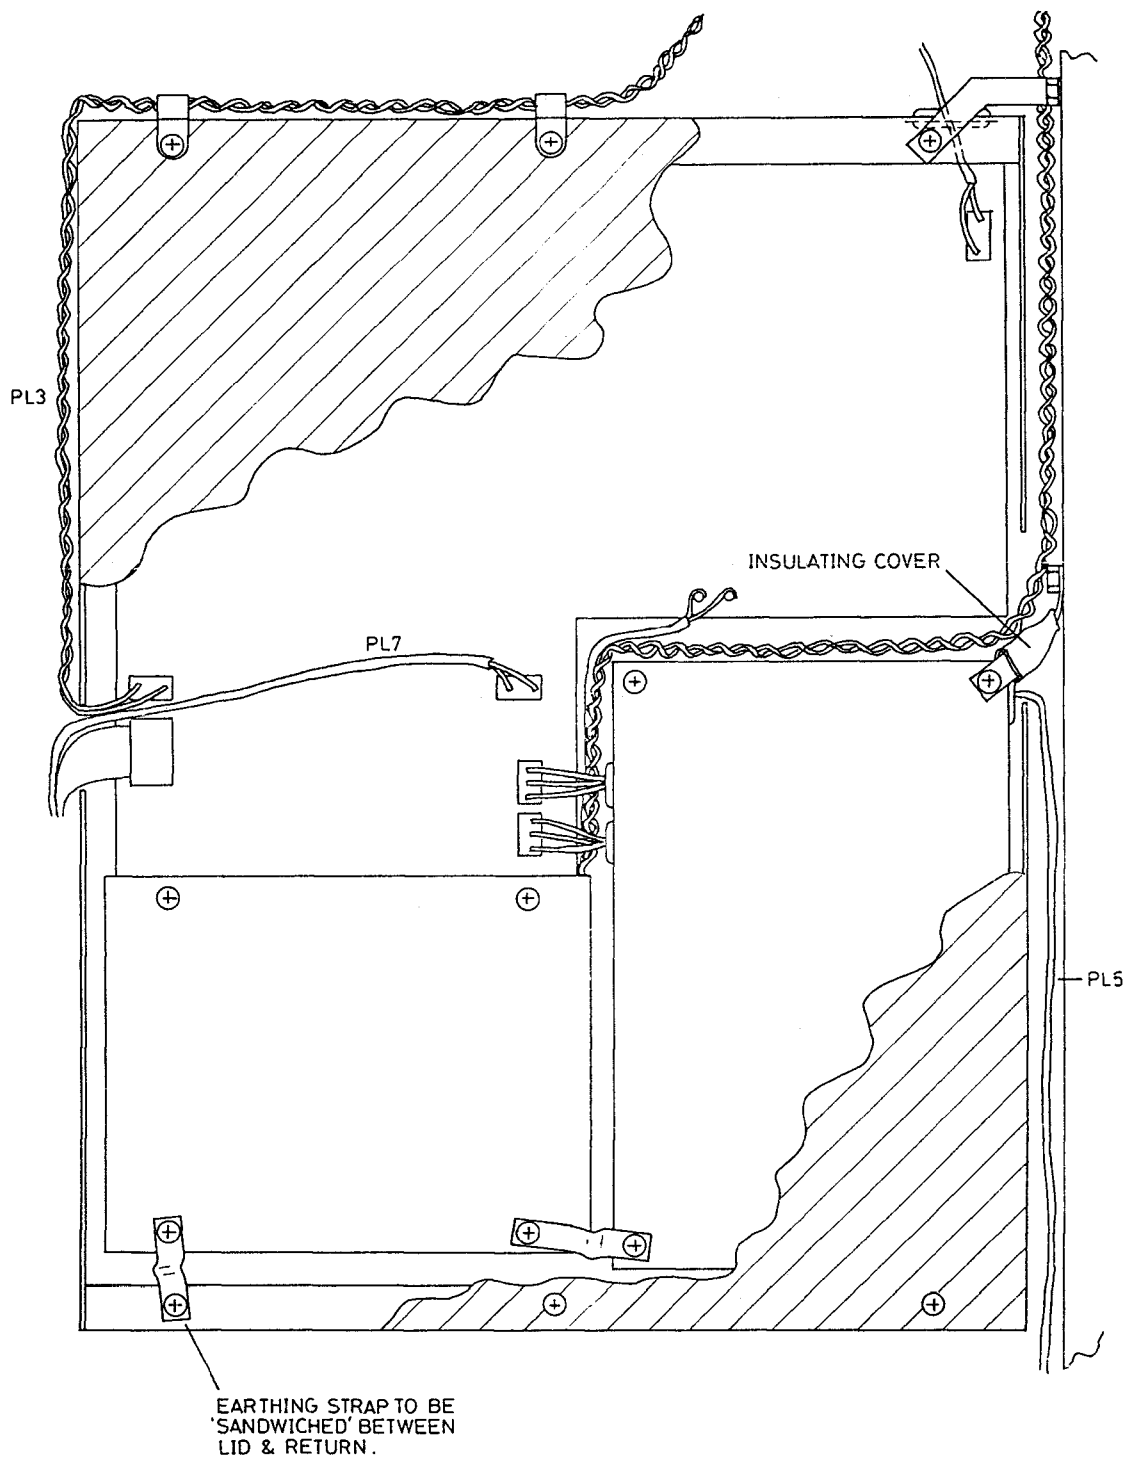 PL3
INSULATING COVER
PL7
PL5
EARTHING STRAP TO BE
'SANDWICHED' BETWEEN
LID & RETURN.